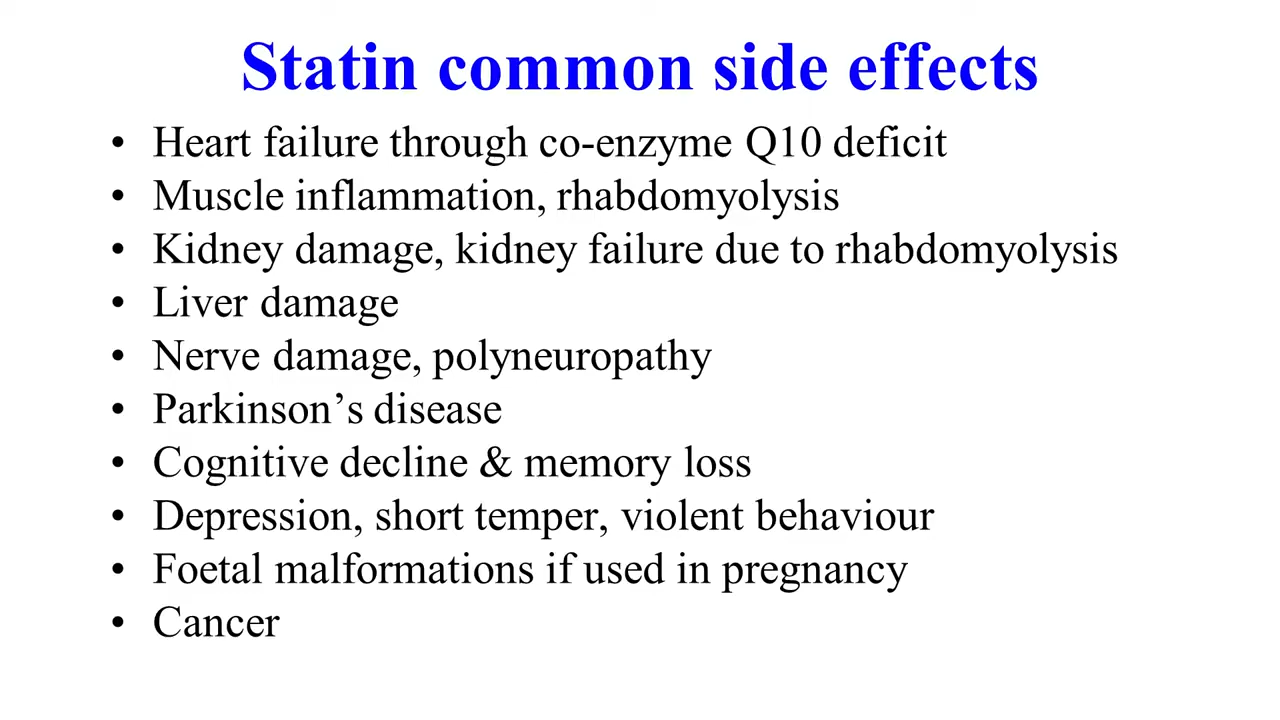 Statin common side effects
• Heart failure through co-enzyme Q10 deficit
• Muscle inflammation, rhabdomyolysis
• Kidney damage, kidney failure due to rhabdomyolysis
• Liver damage
• Nerve damage, polyneuropathy
• Parkinson’s disease
• Cognitive decline & memory loss
• Depression, short temper, violent behaviour
• Foetal malformations if used in pregnancy
• Cancer